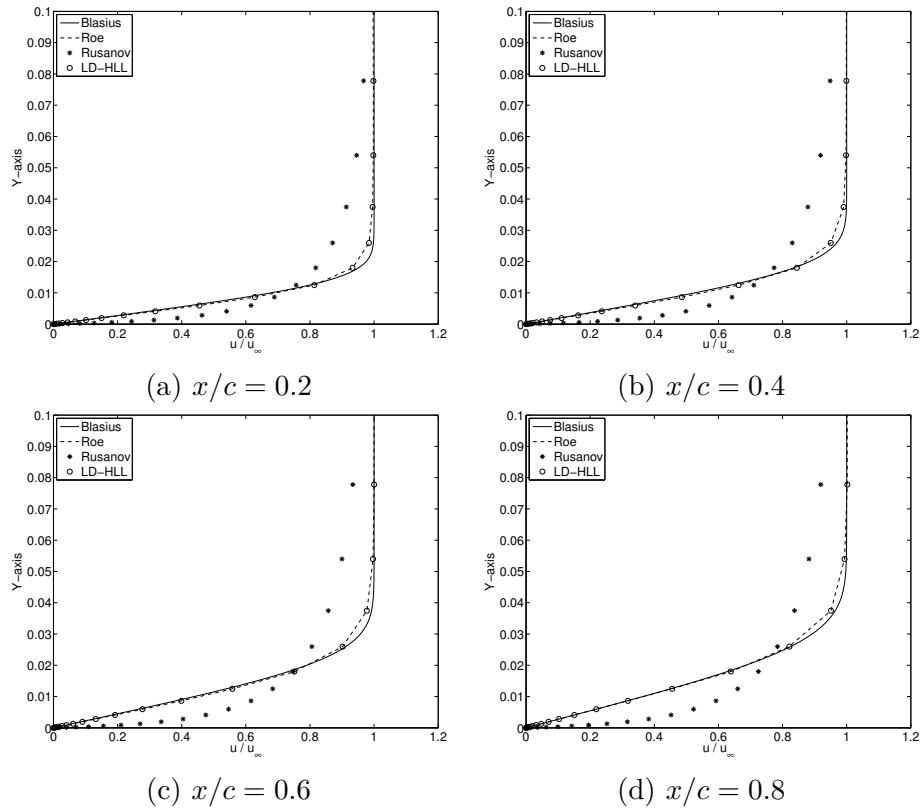 Blasius
Roe
Rusanov
LD−HLL
0.1
0.09
0.08
0.07
0.06
0.05
0.04
0.03
0.02
0.01
0
Y−axis
0 0.2 0.4 0.6 0.8 1 1.2
u / u∞
(a) x/c = 0.2
Blasius
Roe
Rusanov
LD−HLL
0.1
0.09
0.08
0.07
0.06
0.05
0.04
0.03
0.02
0.01
0
Y−axis
0 0.2 0.4 0.6 0.8 1 1.2
u / u∞
(b) x/c = 0.4
Blasius
Roe
Rusanov
LD−HLL
0.1
0.09
0.08
0.07
0.06
0.05
0.04
0.03
0.02
0.01
0
Y−axis
0 0.2 0.4 0.6 0.8 1 1.2
u / u∞
(c) x/c = 0.6
Blasius
Roe
Rusanov
LD−HLL
0.1
0.09
0.08
0.07
0.06
0.05
0.04
0.03
0.02
0.01
0
Y−axis
0 0.2 0.4 0.6 0.8 1 1.2
u / u∞
(d) x/c = 0.8